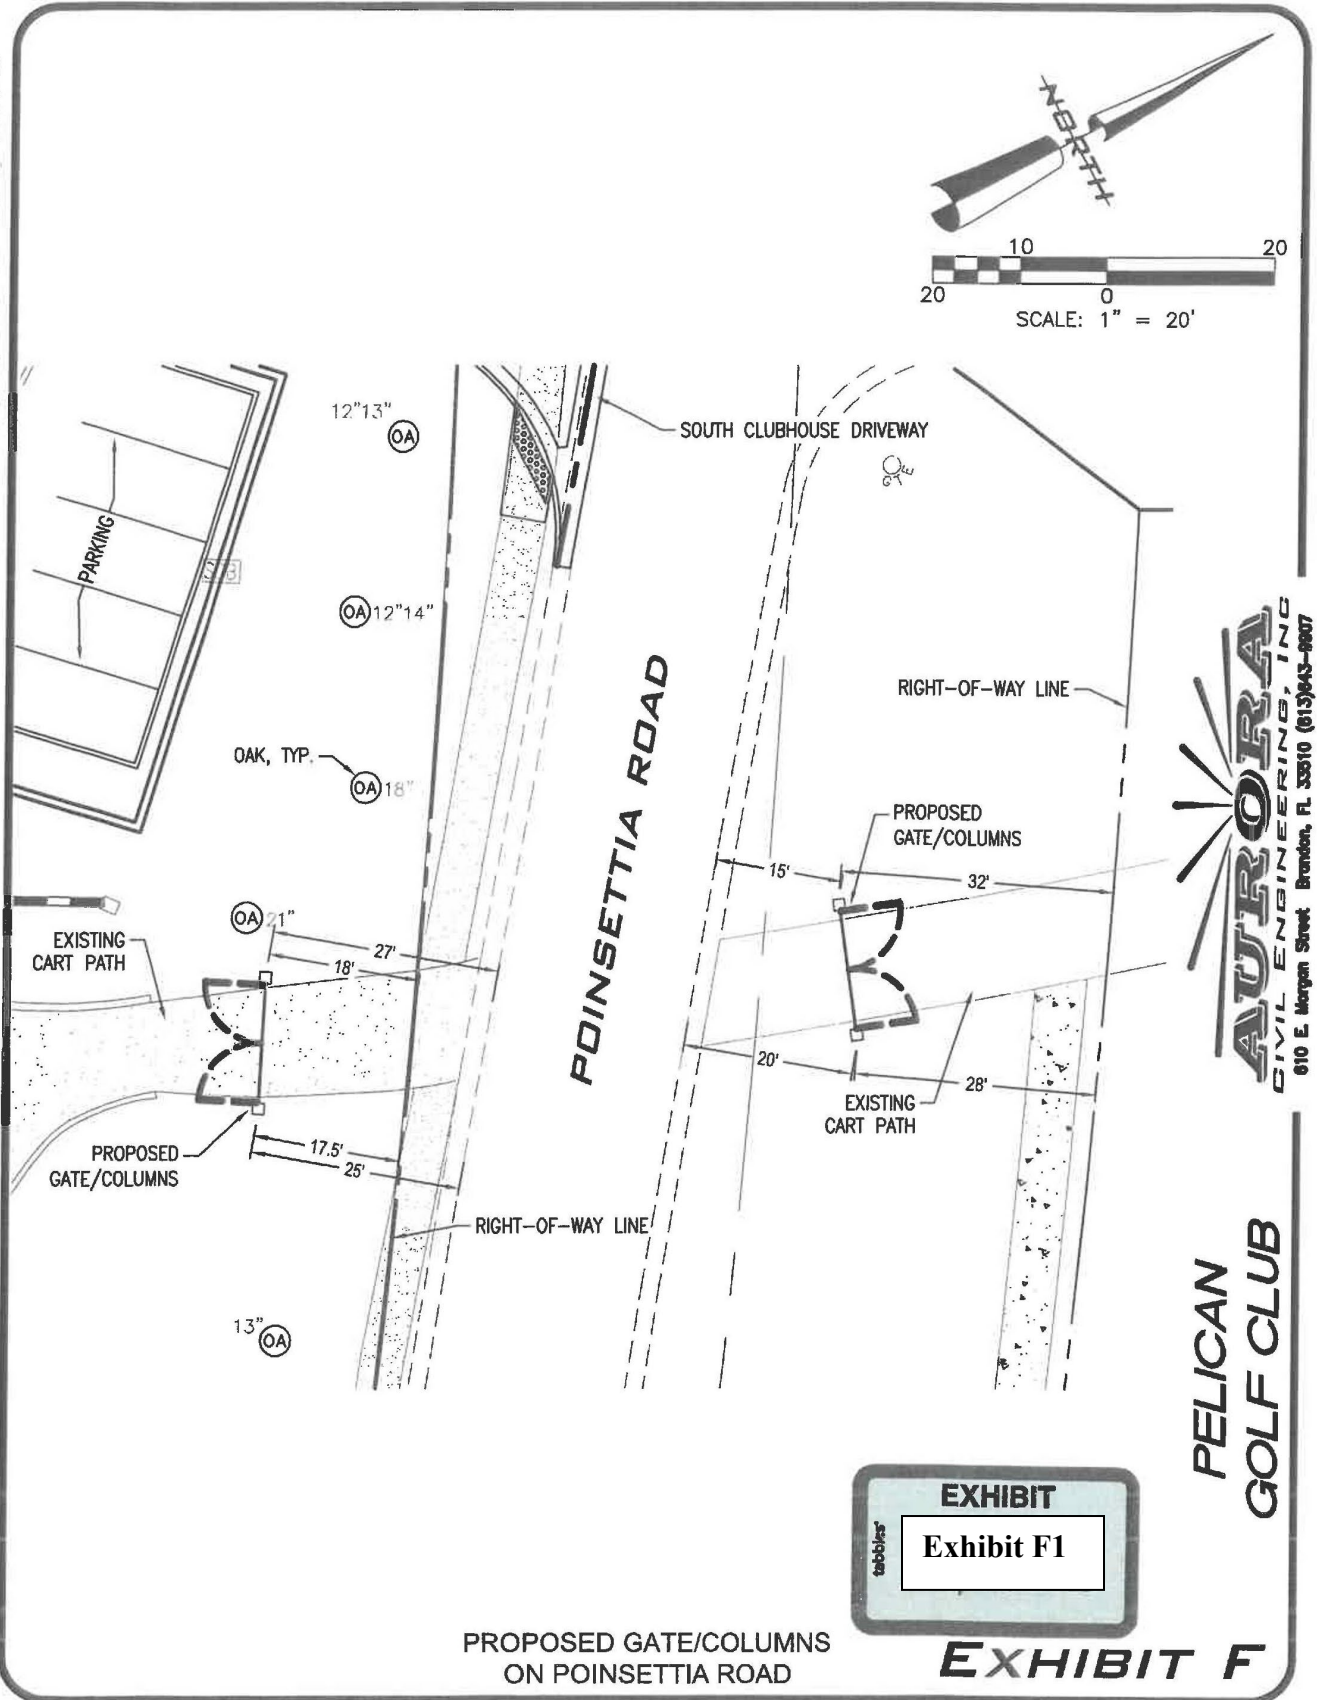 NORTH
10 20
20 0
SCALE: 1" = 20'
12"13"
OA
SOUTH CLUBHOUSE DRIVEWAY
GTE
PARKING
OA 12"14"
POINSETTIA ROAD
RIGHT-OF-WAY LINE
OAK, TYP.
OA 18"
PROPOSED
GATE/COLUMNS
15'
32'
OA 21"
EXISTING
CART PATH
27'
18'
20'
28'
EXISTING
CART PATH
PROPOSED
GATE/COLUMNS
17.5'
25'
RIGHT-OF-WAY LINE
13"
OA
AURORA
CIVIL ENGINEERING, INC
610 E. Morgan Street Brandon, FL 33510 (813)643-9907
PELICAN
GOLF CLUB
EXHIBIT
tabbies'
Exhibit F1
PROPOSED GATE/COLUMNS
ON POINSETTIA ROAD
EXHIBIT F